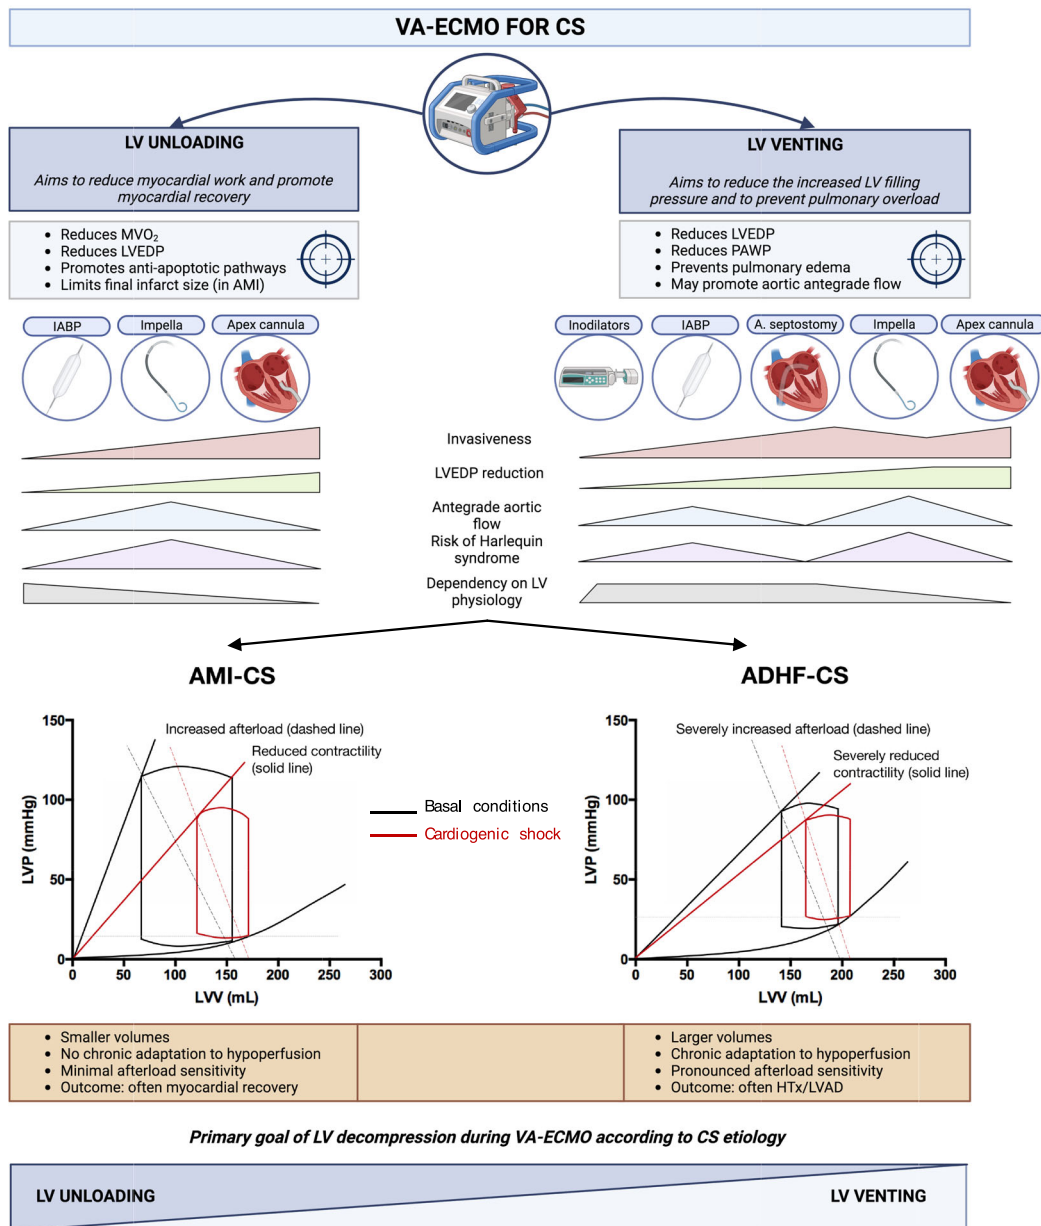 VA-ECMO FOR CS
LV UNLOADING
Aims to reduce myocardial work and promote
myocardial recovery
LV VENTING
Aims to reduce the increased LV filling
pressure and to prevent pulmonary overload
• Reduces MVO₂
• Reduces LVEDP
• Promotes anti-apoptotic pathways
• Limits final infarct size (in AMI)
• Reduces LVEDP
• Reduces PAWP
• Prevents pulmonary edema
• May promote aortic antegrade flow
IABP
Impella
Apex cannula
Inodilators
IABP
A. septostomy
Impella
Apex cannula
Invasiveness
LVEDP reduction
Antegrade aortic
flow
Risk of Harlequin
syndrome
Dependency on LV
physiology
AMI-CS
Increased afterload (dashed line)
Reduced contractility
(solid line)
LVP (mmHg)
150
100
50
0
0 50 100 150 200 250 300
LVV (mL)
Basal conditions
Cardiogenic shock
ADHF-CS
Severely increased afterload (dashed line)
Severely reduced
contractility (solid line)
LVP (mmHg)
150
100
50
0
0 50 100 150 200 250 300
LVV (mL)
• Smaller volumes
• No chronic adaptation to hypoperfusion
• Minimal afterload sensitivity
• Outcome: often myocardial recovery
• Larger volumes
• Chronic adaptation to hypoperfusion
• Pronounced afterload sensitivity
• Outcome: often HTx/LVAD
Primary goal of LV decompression during VA-ECMO according to CS etiology
LV UNLOADING
LV VENTING